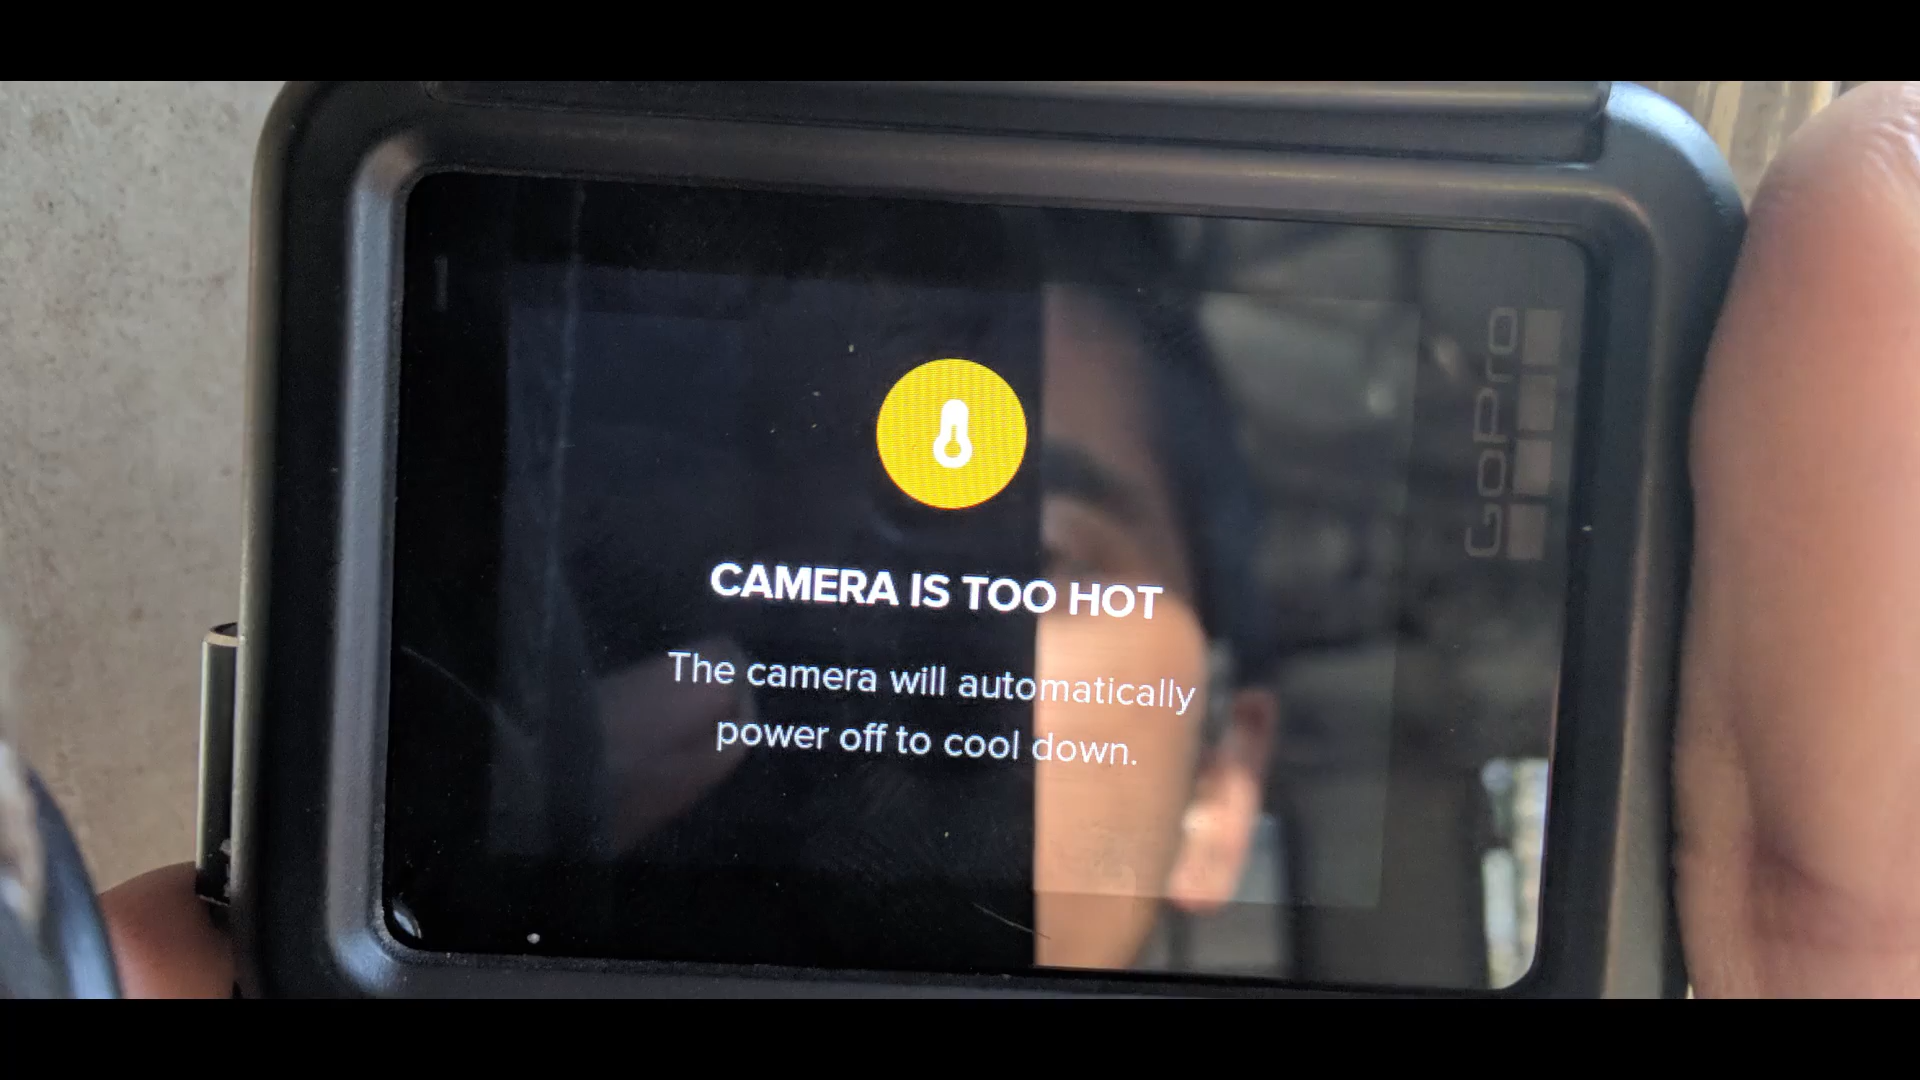 CAMERA IS TOO HOT
The camera will automatically
power off to cool down.
GoPro